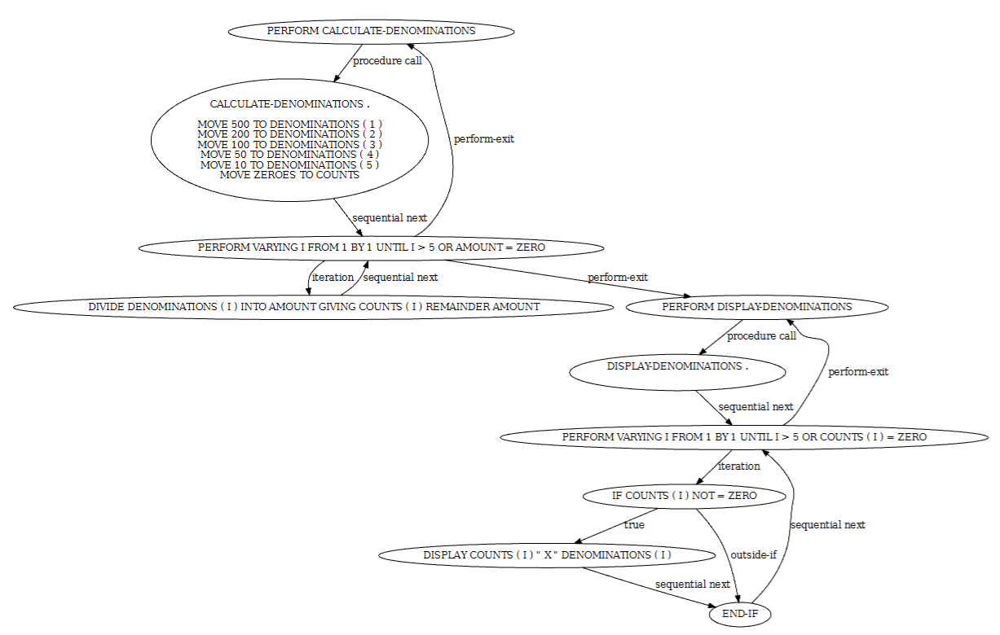 PERFORM CALCULATE-DENOMINATIONS
procedure call
CALCULATE-DENOMINATIONS .
MOVE 500 TO DENOMINATIONS ( 1 )
MOVE 200 TO DENOMINATIONS ( 2 )
MOVE 100 TO DENOMINATIONS ( 3 )
MOVE 50 TO DENOMINATIONS ( 4 )
MOVE 10 TO DENOMINATIONS ( 5 )
MOVE ZEROES TO COUNTS
perform-exit
sequential next
PERFORM VARYING I FROM 1 BY 1 UNTIL I > 5 OR AMOUNT = ZERO
iteration
sequential next
perform-exit
DIVIDE DENOMINATIONS ( I ) INTO AMOUNT GIVING COUNTS ( I ) REMAINDER AMOUNT
PERFORM DISPLAY-DENOMINATIONS
procedure call
DISPLAY-DENOMINATIONS .
perform-exit
sequential next
PERFORM VARYING I FROM 1 BY 1 UNTIL I > 5 OR COUNTS ( I ) = ZERO
iteration
IF COUNTS ( I ) NOT = ZERO
true
sequential next
outside-if
DISPLAY COUNTS ( I ) " X " DENOMINATIONS ( I )
sequential next
END-IF